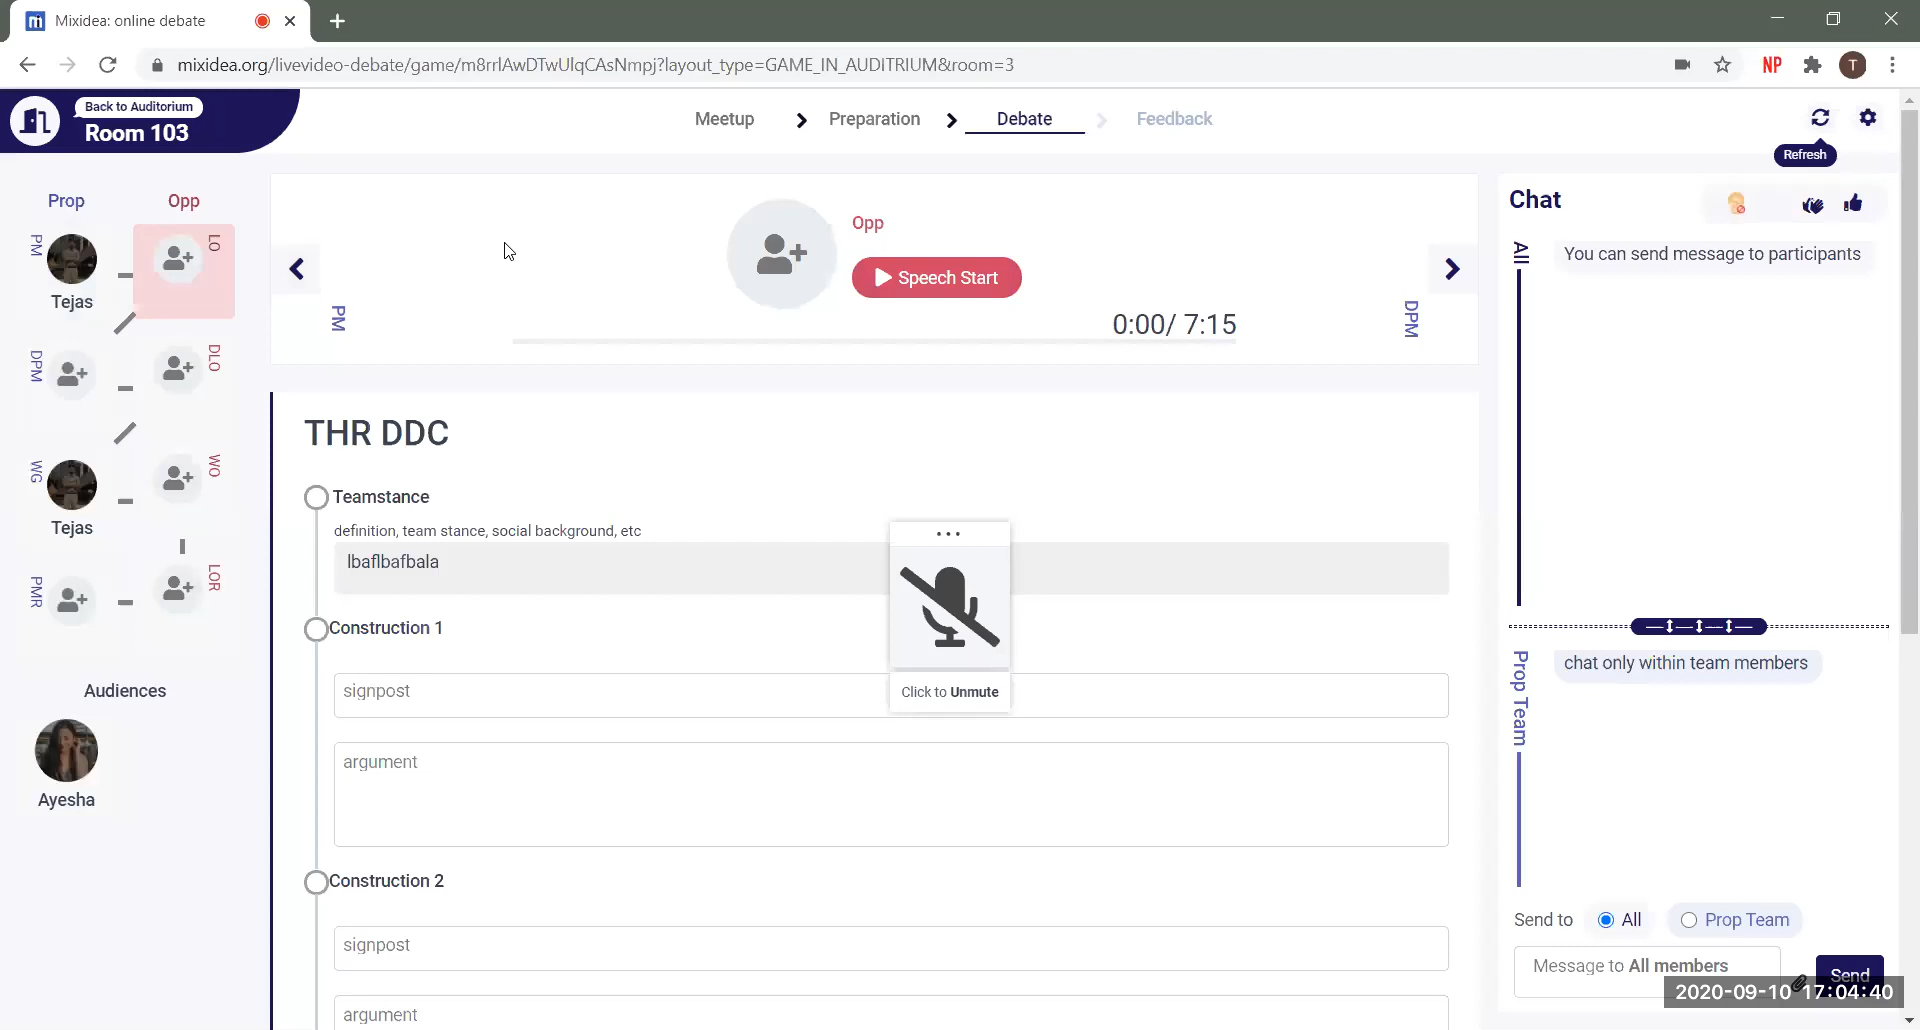 Mixidea: online debate
mixidea.org/livevideo-debate/game/m8rrlAwDTwUlqCAsNmpj?layout_type=GAME_IN_AUDITRIUM&room=3
NP
T
Back to Auditorium
Room 103
Meetup
Preparation
Debate
Feedback
Refresh
Prop
Opp
PM
Tejas
LO
DPM
DLO
WG
Tejas
WO
PMR
LOR
Audiences
Ayesha
Opp
Speech Start
PM
0:00/ 7:15
DPM
THR DDC
Teamstance
definition, team stance, social background, etc
lbaflbafbala
Construction 1
signpost
argument
Construction 2
signpost
argument
Click to Unmute
Chat
All
You can send message to participants
Prop Team
chat only within team members
Send to
All
Prop Team
Message to All members
Send
2020-09-10 17:04:40